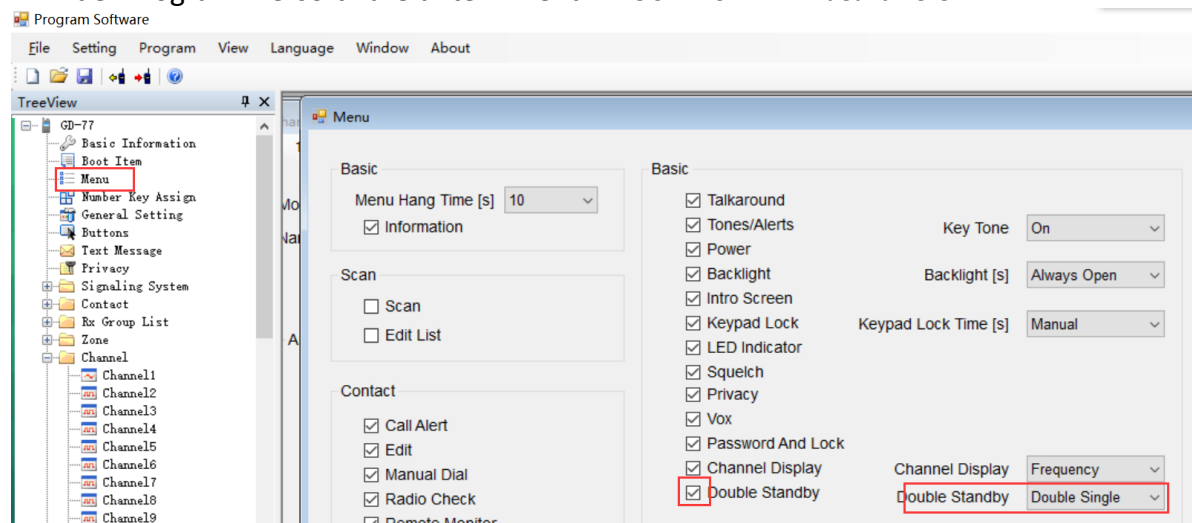 Program Software
File Setting Program View Language Window About
TreeView
GD-77
Basic Information
Boot Item
Menu
Number Key Assign
General Setting
Buttons
Text Message
Privacy
Signaling System
Contact
Rx Group List
Zone
Channel
Channel1
Channel2
Channel3
Channel4
Channel5
Channel6
Channel7
Channel8
Channel9
Menu
Basic
Menu Hang Time [s] 10
Information
Scan
Scan
Edit List
Contact
Call Alert
Edit
Manual Dial
Radio Check
Remote Monitor
Basic
Talkaround
Tones/Alerts Key Tone On
Power
Backlight Backlight [s] Always Open
Intro Screen
Keypad Lock Keypad Lock Time [s] Manual
LED Indicator
Squelch
Privacy
Vox
Password And Lock
Channel Display Channel Display Frequency
Double Standby Double Standby Double Single